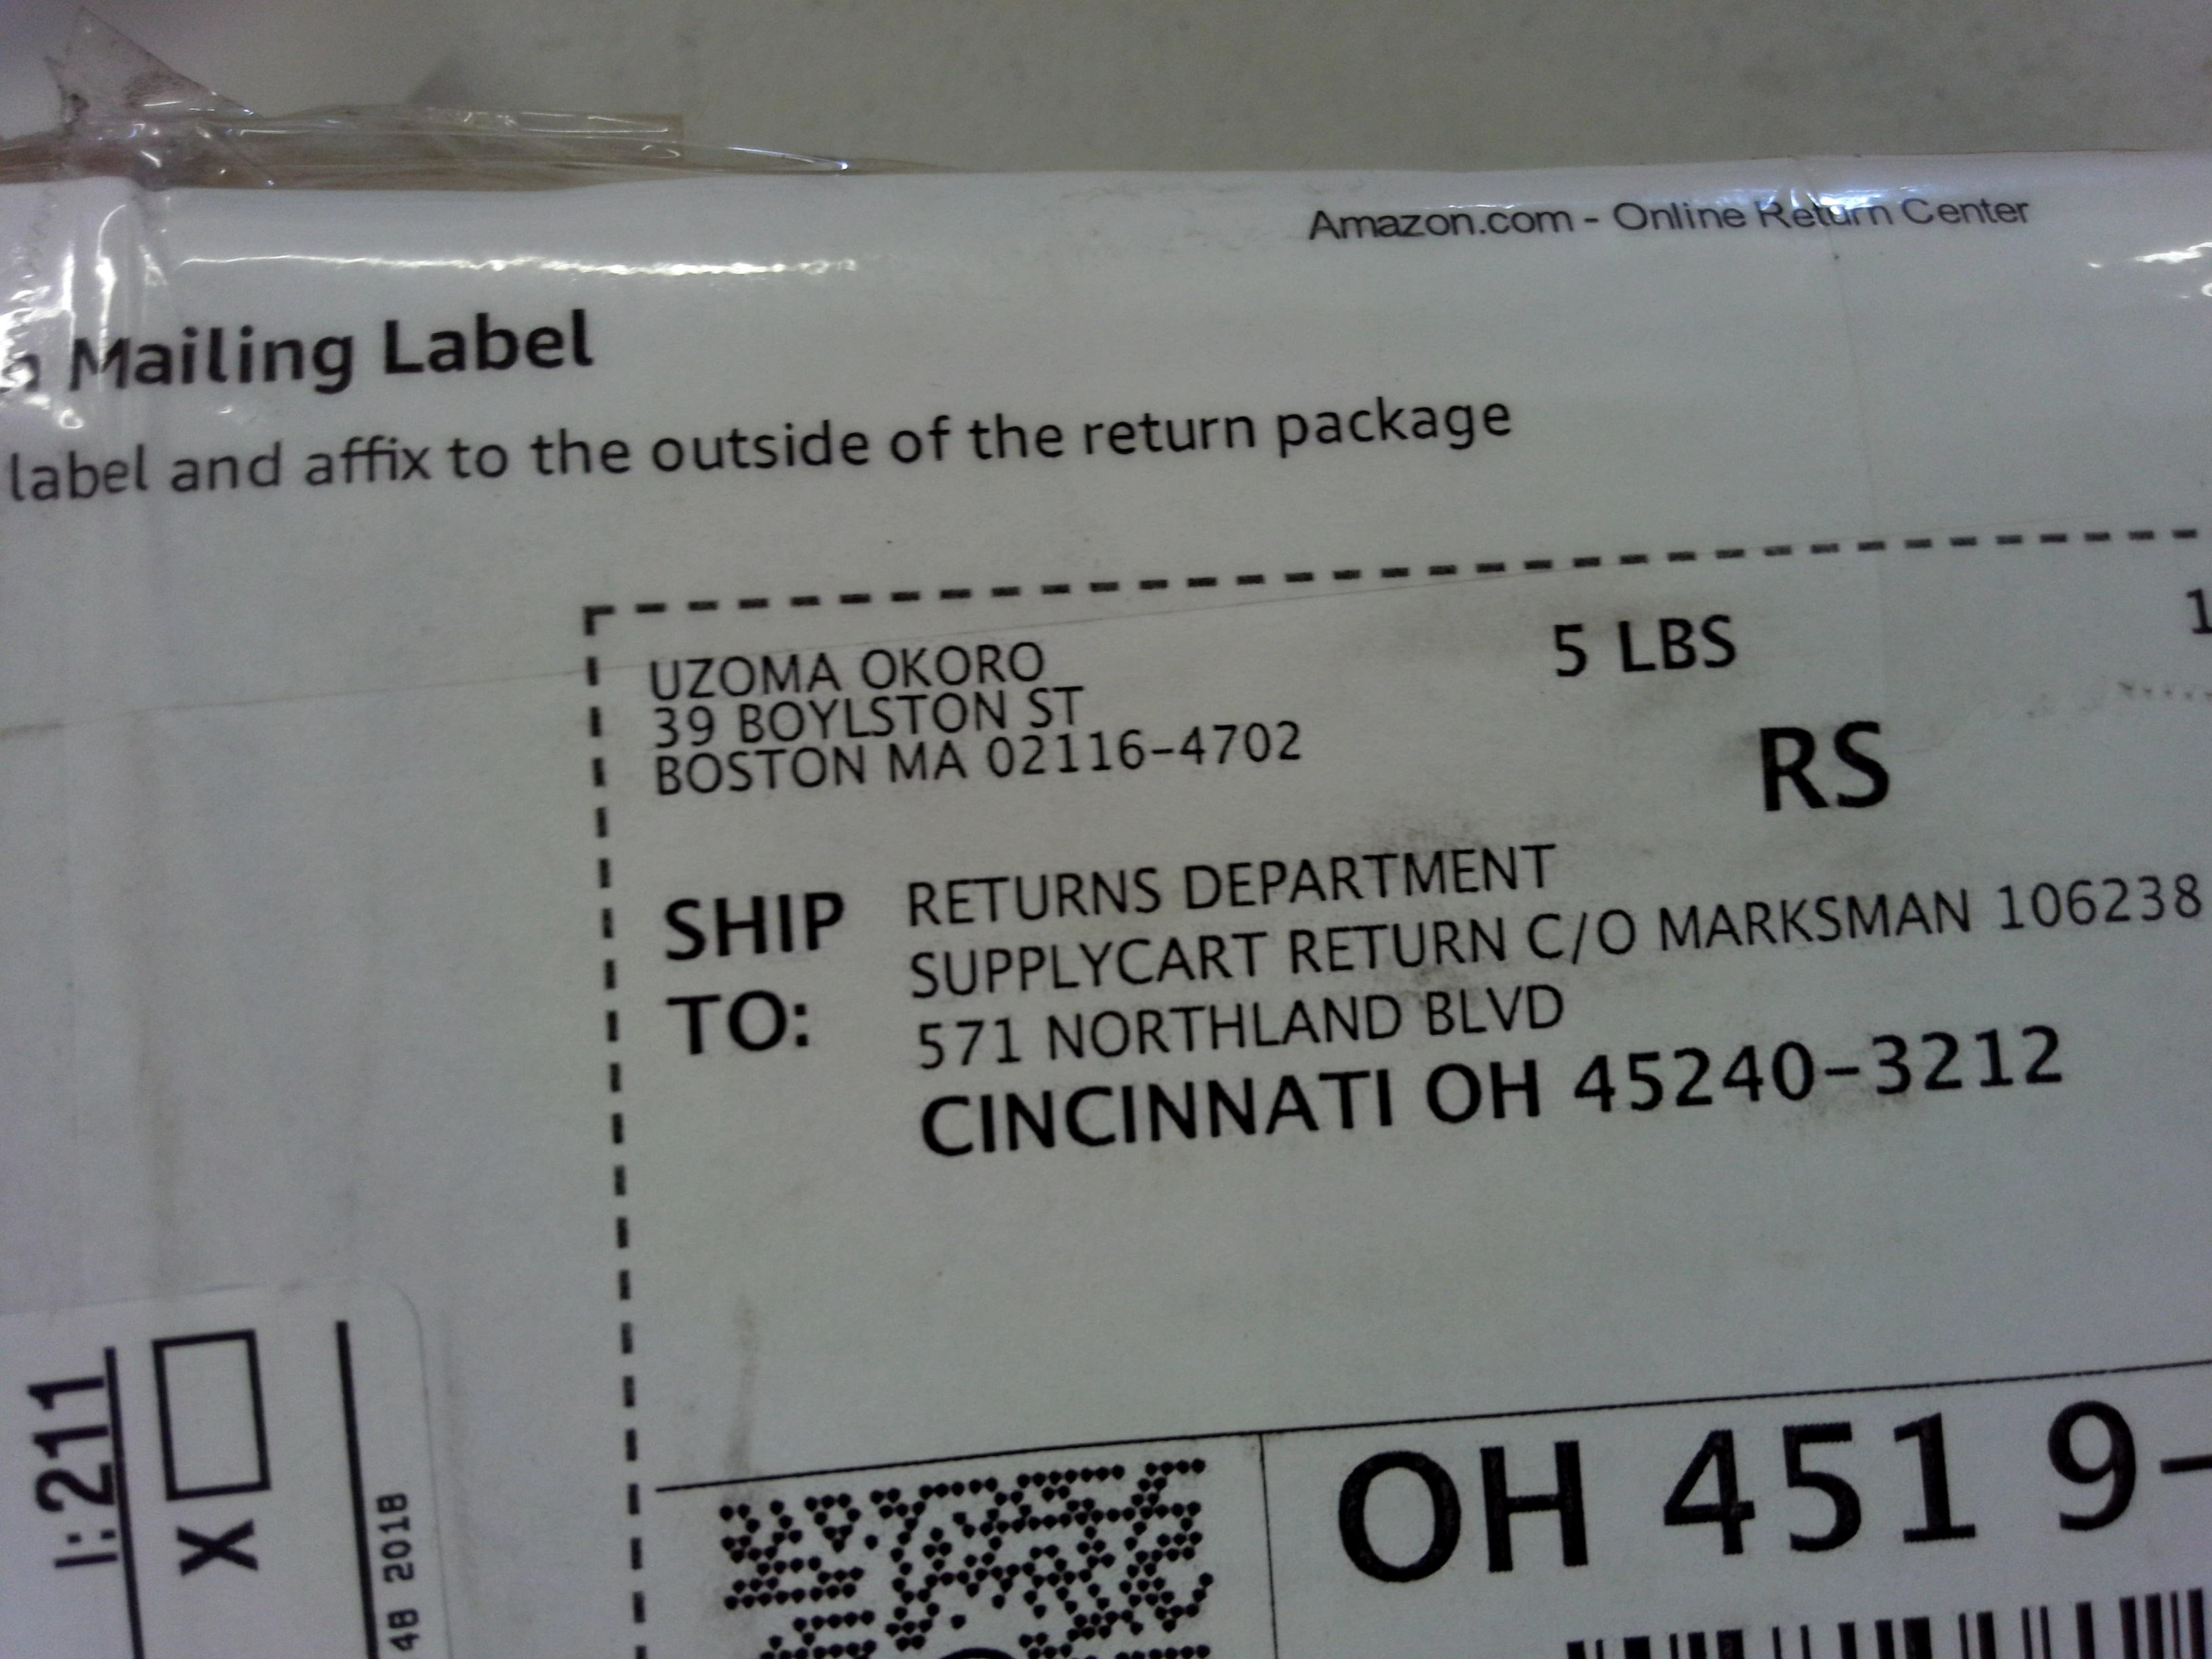 Amazon.com - Online Return Center
Mailing Label
label and affix to the outside of the return package
UZOMA OKORO
39 BOYLSTON ST
BOSTON MA 02116-4702
5 LBS
1
RS
SHIP TO:
RETURNS DEPARTMENT
SUPPLYCART RETURN C/O MARKSMAN 106238
571 NORTHLAND BLVD
CINCINNATI OH 45240-3212
OH 451 9-
I:211
X
4B 201B